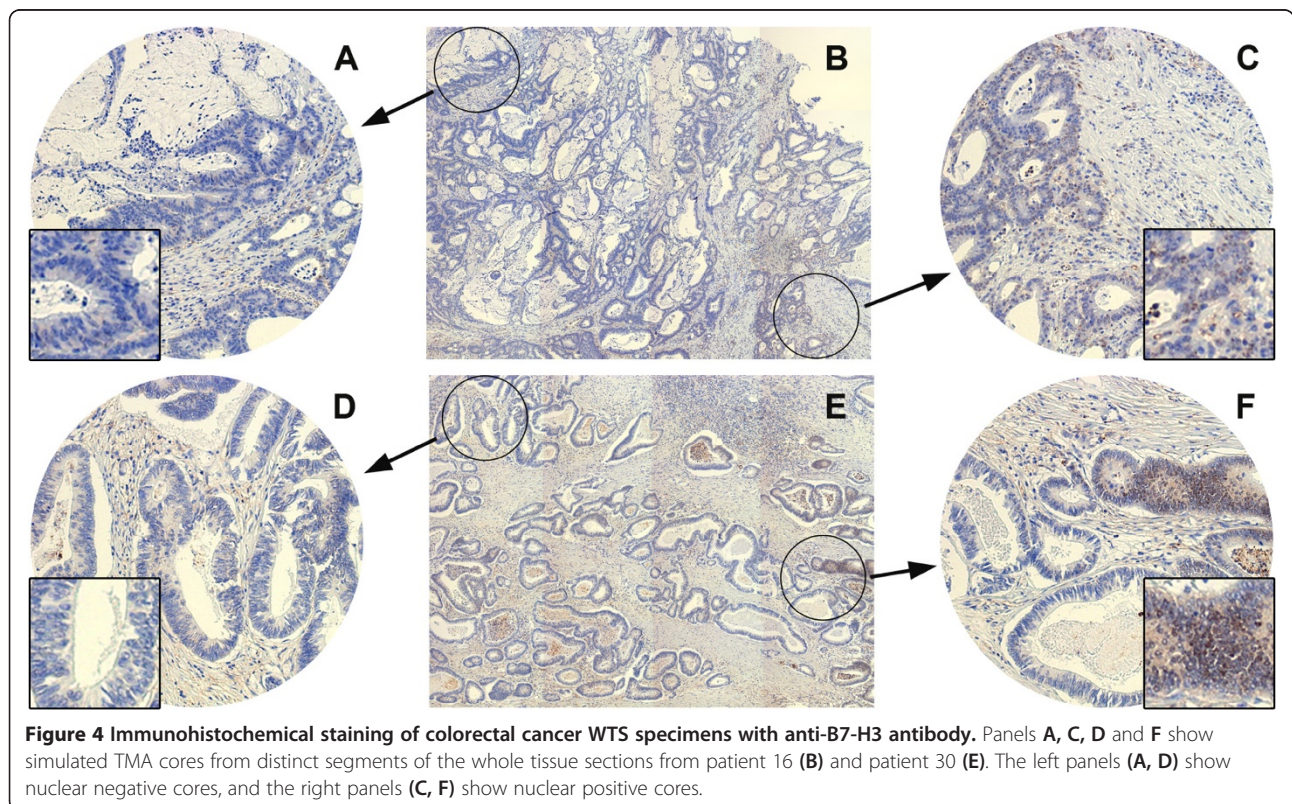 A
B
C
D
E
F
Figure 4 Immunohistochemical staining of colorectal cancer WTS specimens with anti-B7-H3 antibody. Panels A, C, D and F show
simulated TMA cores from distinct segments of the whole tissue sections from patient 16 (B) and patient 30 (E). The left panels (A, D) show
nuclear negative cores, and the right panels (C, F) show nuclear positive cores.